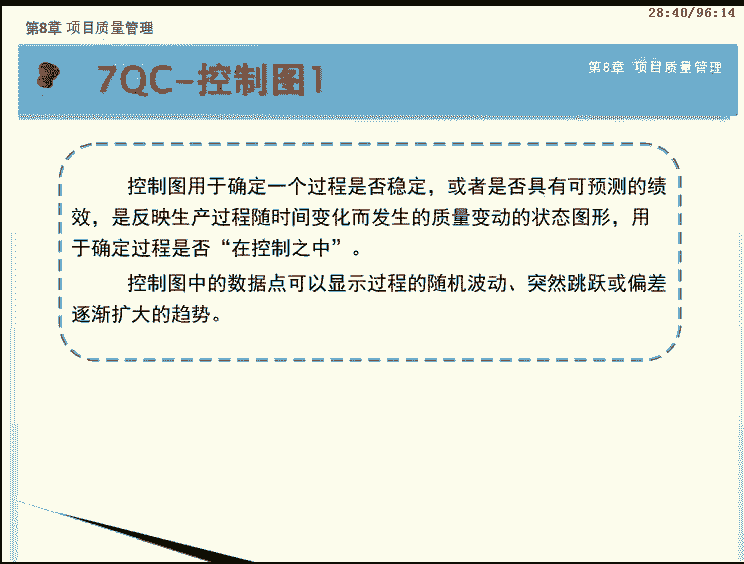 28:40/96:14
第8章 项目质量管理
7QC-控制图1
第8章 项目质量管理
控制图用于确定一个过程是否稳定，或者是否具有可预测的绩
效，是反映生产过程随时间变化而发生的质量变动的状态图形，用
于确定过程是否“在控制之中”。
控制图中的数据点可以显示过程的随机波动、突然跳跃或偏差
逐渐扩大的趋势。